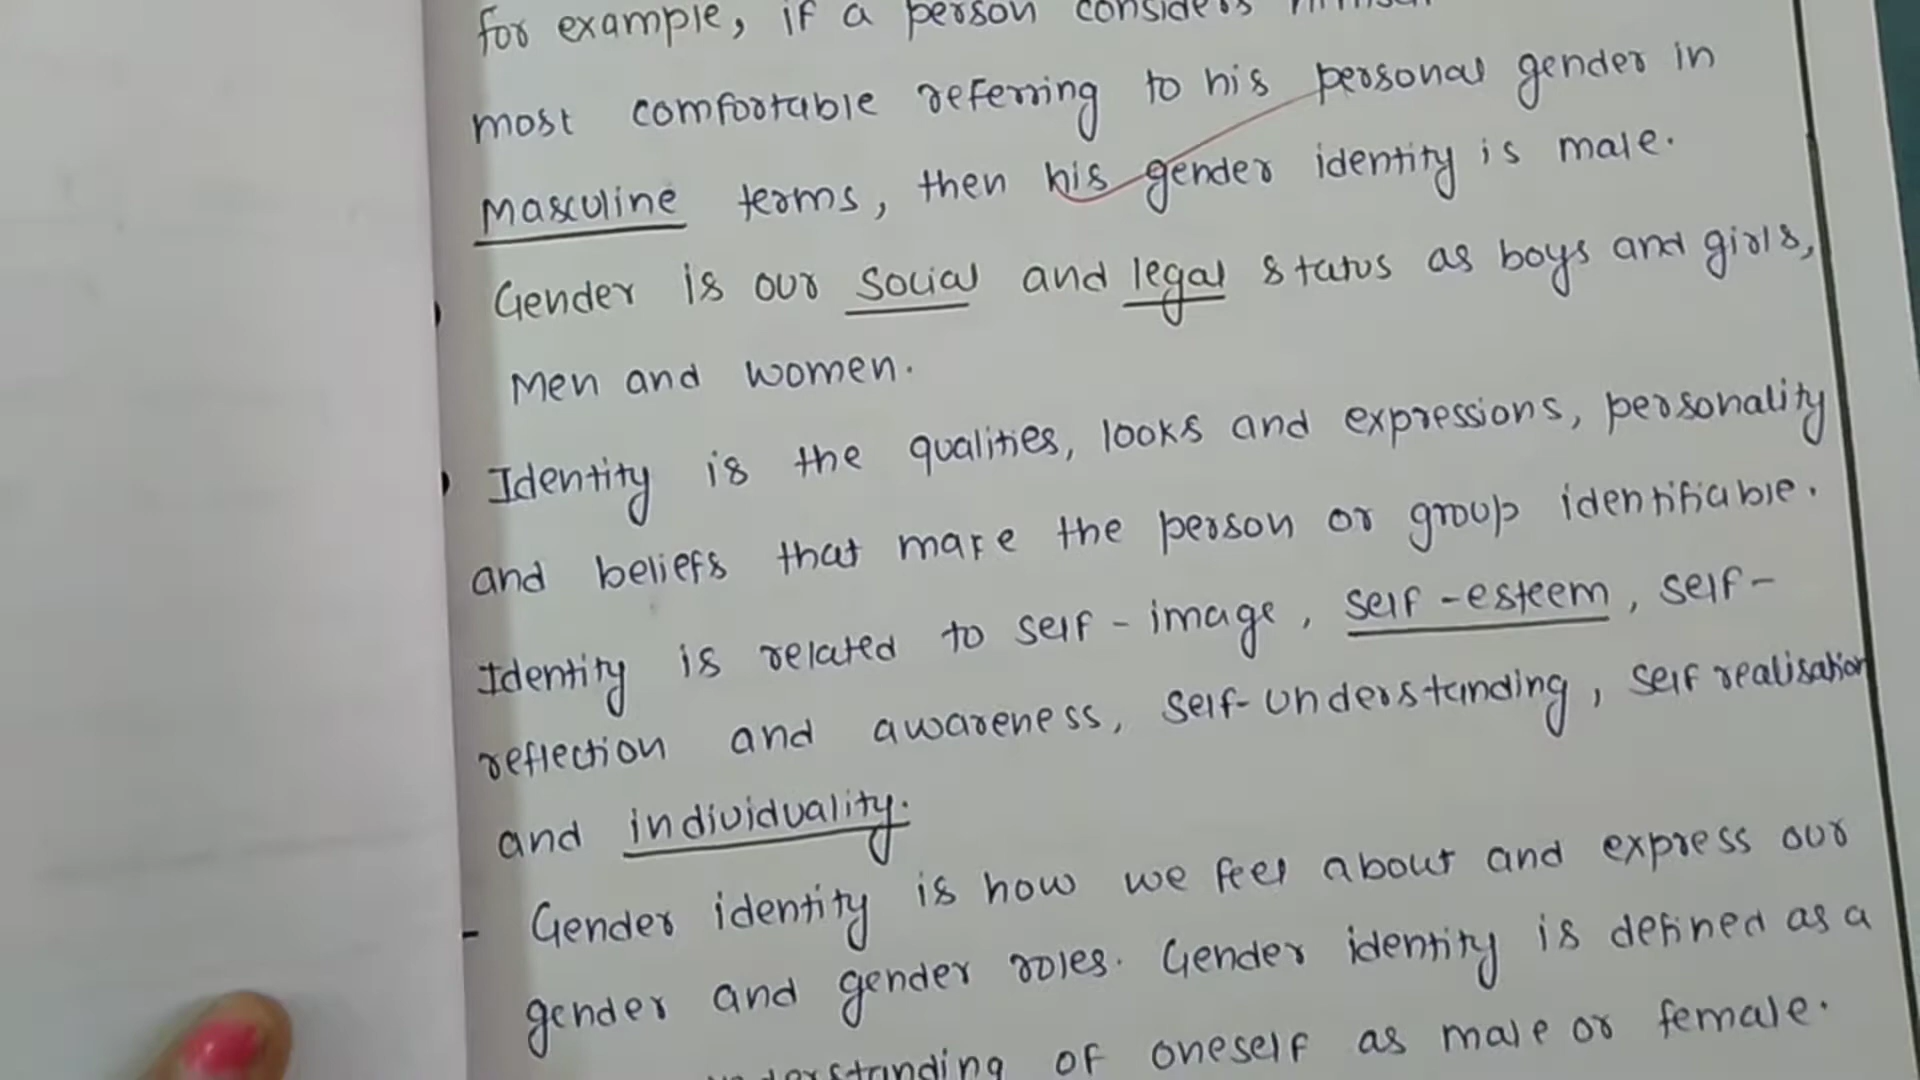 for example, if a person considers
most comfortable referring to his personal gender in
masculine terms, then his gender identity is male.
Gender is our social and legal status as boys and girls,
Men and women.
Identity is the qualities, looks and expressions, personality
and beliefs that make the person or group identifiable.
Identity is related to self-image, self-esteem, self-
reflection and awareness, self-understanding, self realisation
and individuality.
- Gender identity is how we feel about and express our
gender and gender roles. Gender identity is defined as a
of oneself as male or female.